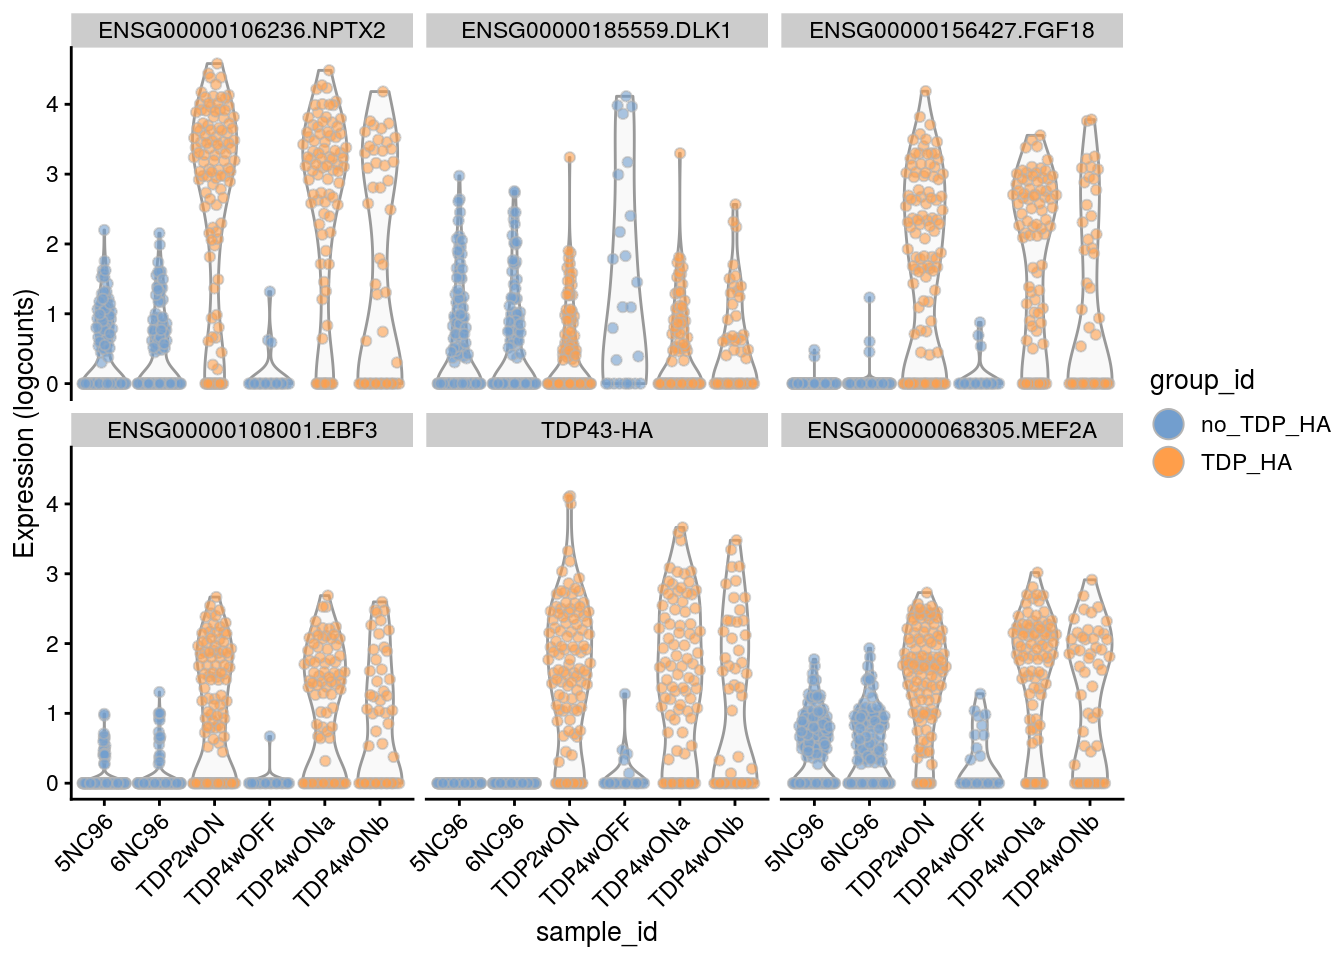 ENSG00000106236.NPTX2 ENSG00000185559.DLK1 ENSG00000156427.FGF18
4
3
2
1
0
ENSG00000108001.EBF3 TDP43-HA ENSG00000068305.MEF2A
4
3
2
1
0
Expression (logcounts)
5NC96 6NC96 TDP2wON TDP4wOFF TDP4wONa TDP4wONb 5NC96 6NC96 TDP2wON TDP4wOFF TDP4wONa TDP4wONb 5NC96 6NC96 TDP2wON TDP4wOFF TDP4wONa TDP4wONb
sample_id
group_id
no_TDP_HA
TDP_HA